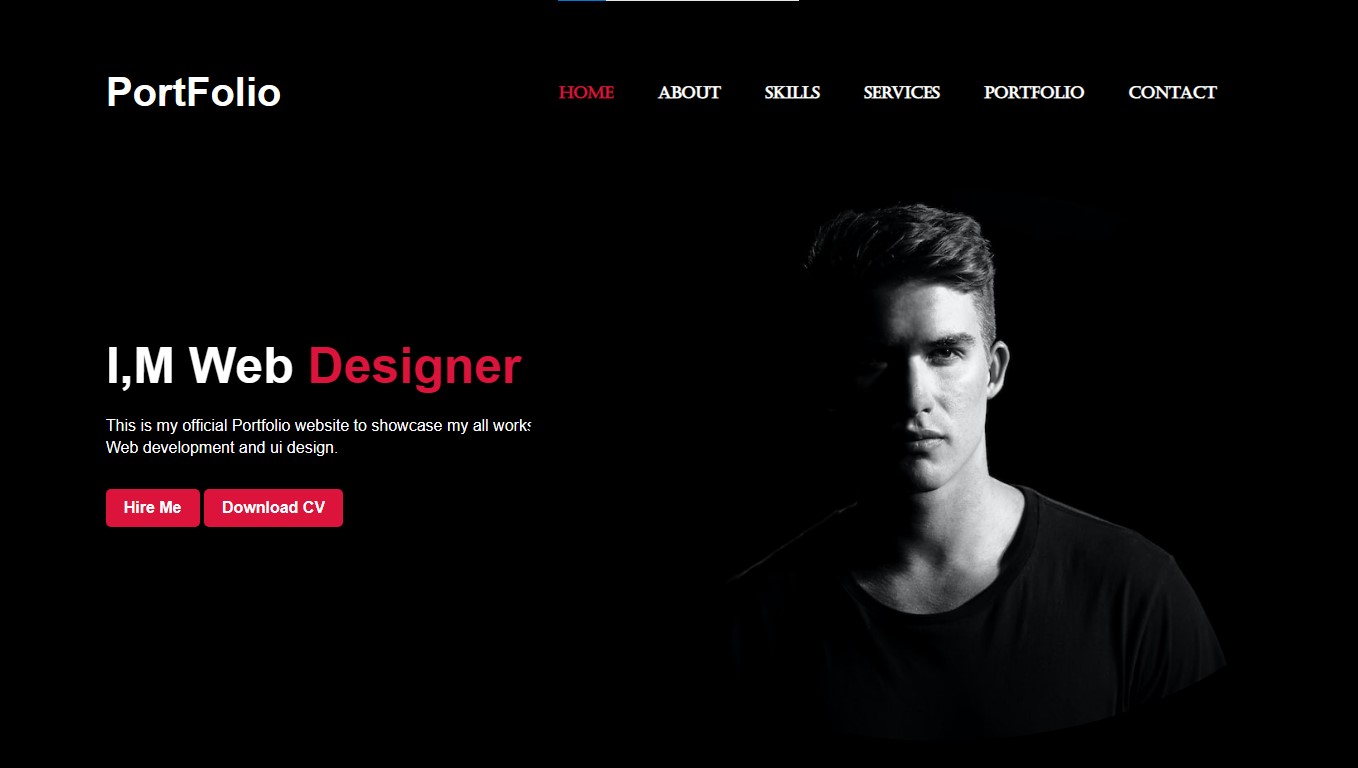 PortFolio
HOME ABOUT SKILLS SERVICES PORTFOLIO CONTACT
I,M Web Designer
This is my official Portfolio website to showcase my all works
Web development and ui design.
Hire Me Download CV